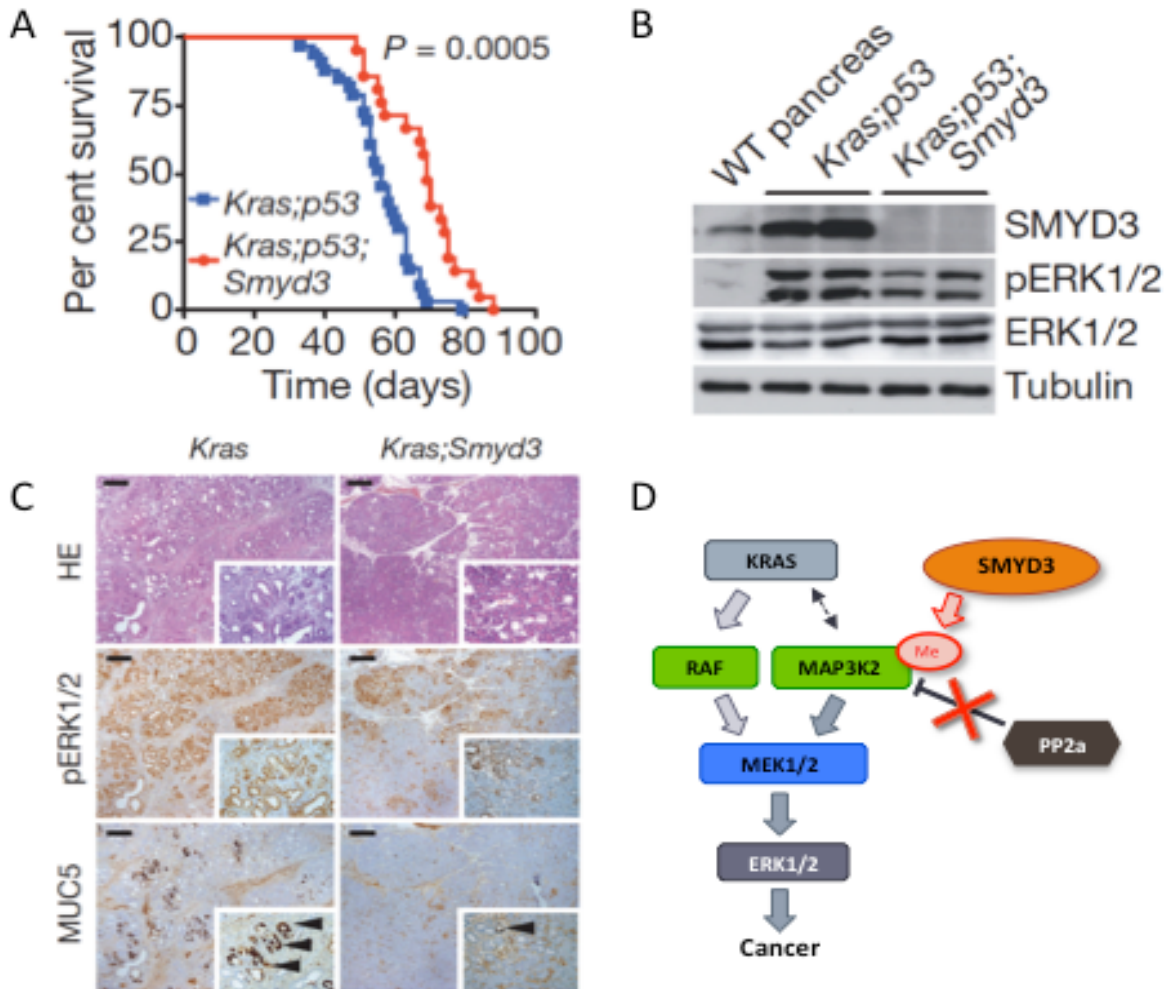 A
100
75
50
25
0
Per cent survival
P = 0.0005
Kras;p53
Kras;p53;
Smyd3
0 20 40 60 80 100
Time (days)
B
WT pancreas
Kras;p53
Kras;p53;
Smyd3
SMYD3
pERK1/2
ERK1/2
Tubulin
C
Kras
Kras;Smyd3
HE
pERK1/2
MUC5
D
KRAS
SMYD3
RAF
MAP3K2
Me
PP2a
MEK1/2
ERK1/2
Cancer